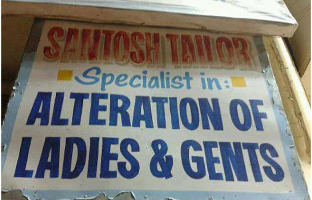 SANTOSH TAILOR
Specialist in:
ALTERATION OF
LADIES & GENTS